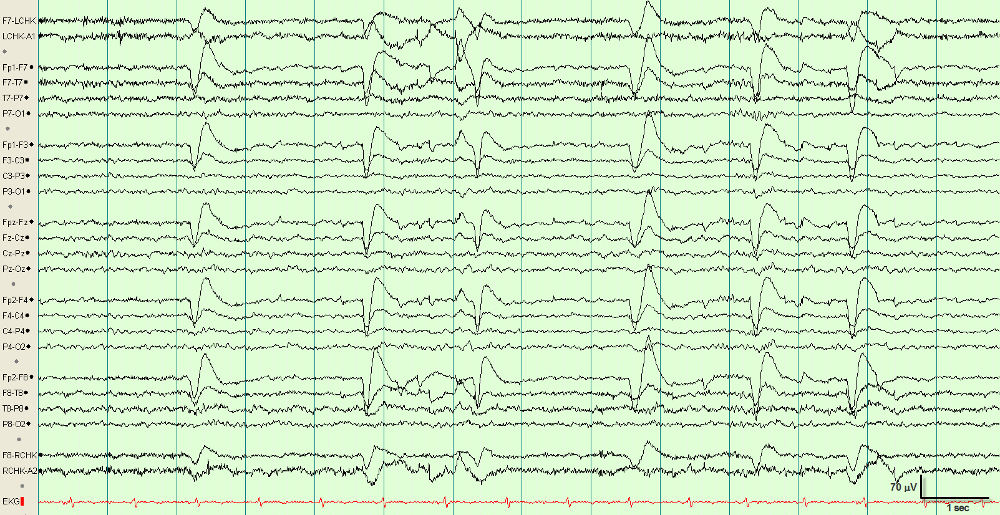 F7-LCHK
LCHK-A1
Fp1-F7
F7-T7
T7-P7
P7-O1
Fp1-F3
F3-C3
C3-P3
P3-O1
Fpz-Fz
Fz-Cz
Cz-Pz
Pz-Oz
Fp2-F4
F4-C4
C4-P4
P4-O2
Fp2-F8
F8-T8
T8-P8
P8-O2
F8-RCHK
RCHK-A2
70 μV
EKG
1 sec